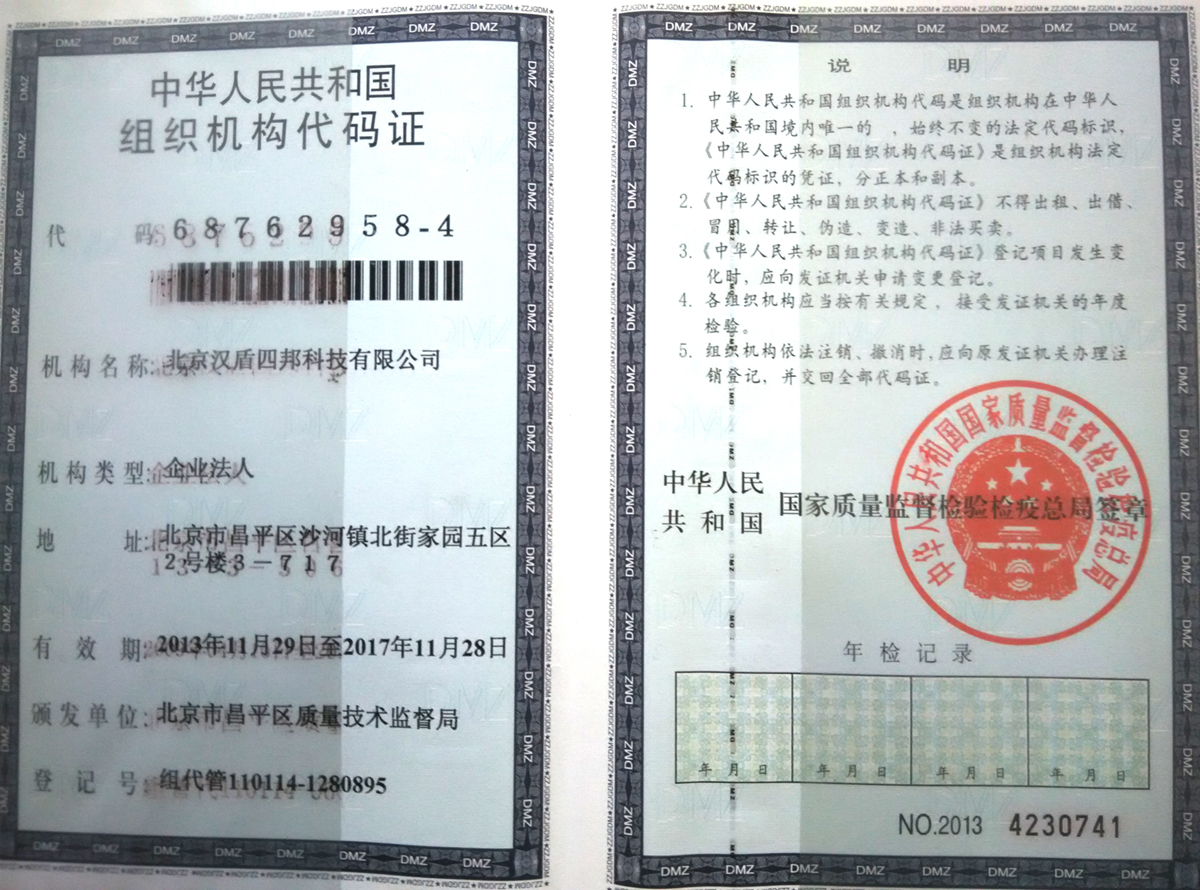 中华人民共和国
组织机构代码证
代 码: 68762958-4
机构名称: 北京汉盾四邦科技有限公司
机构类型: 企业法人
地 址: 北京市昌平区沙河镇北街家园五区
2号楼3－717
有 效 期: 2013年11月29日至2017年11月28日
颁发单位: 北京市昌平区质量技术监督局
登 记 号: 组代管110114-1280895
说 明
1. 中华人民共和国组织机构代码是组织机构在中华人
民共和国境内唯一的 、始终不变的法定代码标识，
《中华人民共和国组织机构代码证》是组织机构法定
代码标识的凭证，分正本和副本。
2. 《中华人民共和国组织机构代码证》不得出租、出借、
冒用、转让、伪造、变造、非法买卖。
3. 《中华人民共和国组织机构代码证》登记项目发生变
化时，应向发证机关申请变更登记。
4. 各组织机构应当按有关规定，接受发证机关的年度
检验。
5. 组织机构依法注销、撤消时，应向原发证机关办理注
销登记，并交回全部代码证。
中华人民共和国国家质量监督检验检疫总局
中华人民
共 和 国
国家质量监督检验检疫总局签章
年 检 记 录
年 月 日 年 月 日 年 月 日 年 月 日
NO.2013 4230741